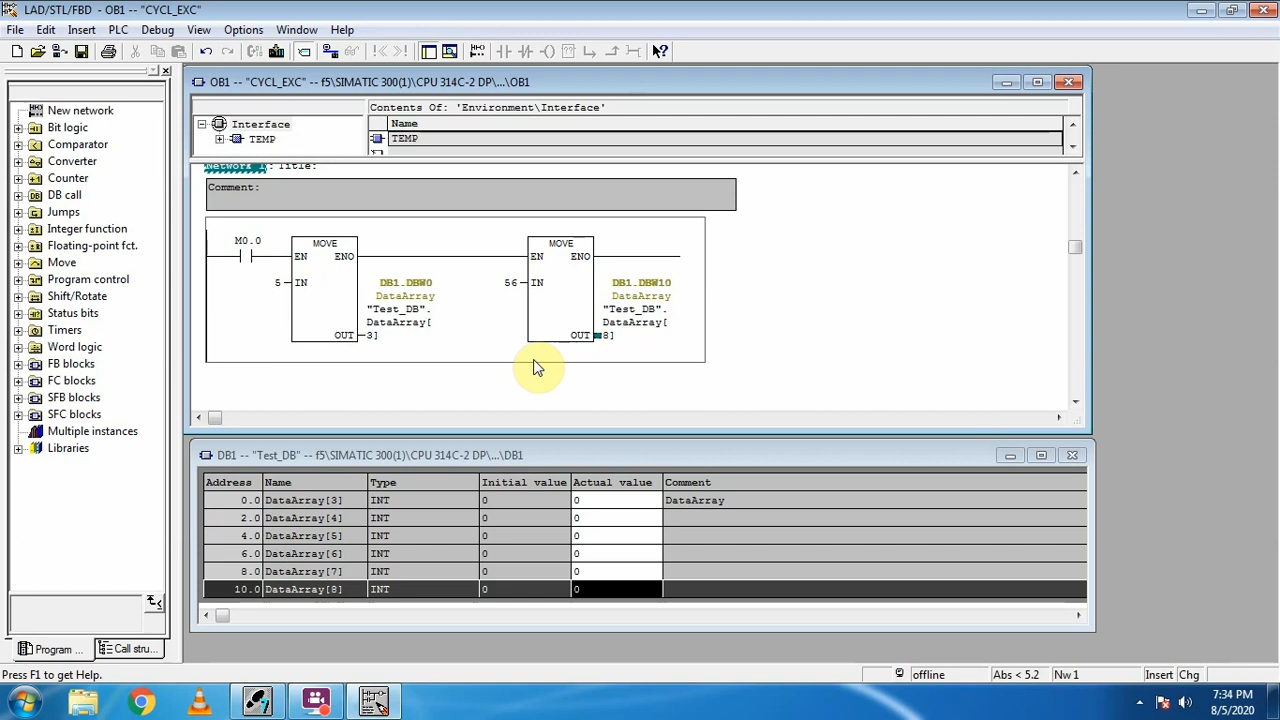 LAD/STL/FBD - OB1 -- "CYCL_EXC"
File Edit Insert PLC Debug View Options Window Help
OB1 -- "CYCL_EXC" -- f5\SIMATIC 300(1)\CPU 314C-2 DP\...\OB1
Contents Of: 'Environment\Interface'
Interface
TEMP
Name
TEMP
New network
Bit logic
Comparator
Converter
Counter
DB call
Jumps
Integer function
Floating-point fct.
Move
Program control
Shift/Rotate
Status bits
Timers
Word logic
FB blocks
FC blocks
SFB blocks
SFC blocks
Multiple instances
Libraries
Program ... Call stru...
Network 1: Title:
Comment:
M0.0 MOVE MOVE
EN ENO EN ENO
5 IN DB1.DBW0 56 IN DB1.DBW10
DataArray DataArray
"Test_DB". "Test_DB".
DataArray[ DataArray[
OUT 3] OUT 8]
DB1 -- "Test_DB" -- f5\SIMATIC 300(1)\CPU 314C-2 DP\...\DB1
Address Name Type Initial value Actual value Comment
0.0 DataArray[3] INT 0 0 DataArray
2.0 DataArray[4] INT 0 0
4.0 DataArray[5] INT 0 0
6.0 DataArray[6] INT 0 0
8.0 DataArray[7] INT 0 0
10.0 DataArray[8] INT 0 0
Press F1 to get Help. offline Abs < 5.2 Nw 1 Insert Chg
7:34 PM
8/5/2020